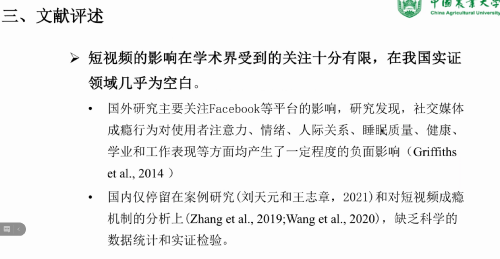 三、文献评述
中国农业大学
China Agricultural University
➢ 短视频的影响在学术界受到的关注十分有限，在我国实证
领域几乎为空白。
• 国外研究主要关注Facebook等平台的影响，研究发现，社交媒体
成瘾行为对使用者注意力、情绪、人际关系、睡眠质量、健康、
学业和工作表现等方面均产生了一定程度的负面影响（Griffiths
et al., 2014 ）
• 国内仅停留在案例研究(刘天元和王志章，2021)和对短视频成瘾
机制的分析上(Zhang et al., 2019;Wang et al., 2020)，缺乏科学的
数据统计和实证检验。